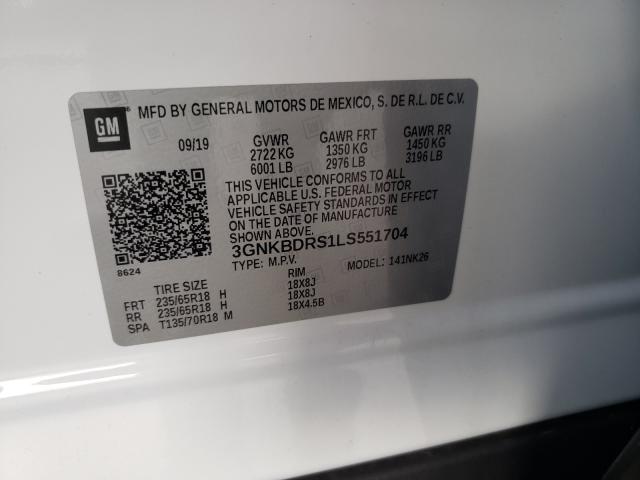 GM
MFD BY GENERAL MOTORS DE MEXICO, S. DE R.L. DE C.V.
09/19 GVWR GAWR FRT GAWR RR
2722 KG 1350 KG 1450 KG
6001 LB 2976 LB 3196 LB
THIS VEHICLE CONFORMS TO ALL
APPLICABLE U.S. FEDERAL MOTOR
VEHICLE SAFETY STANDARDS IN EFFECT
ON THE DATE OF MANUFACTURE.
3GNKBDRS1LS551704
8624
TYPE: M.P.V. MODEL: 141NK26
TIRE SIZE RIM
FRT 235/65R18 H 18X8J
RR 235/65R18 H 18X8J
SPA T135/70R18 M 18X4.5B